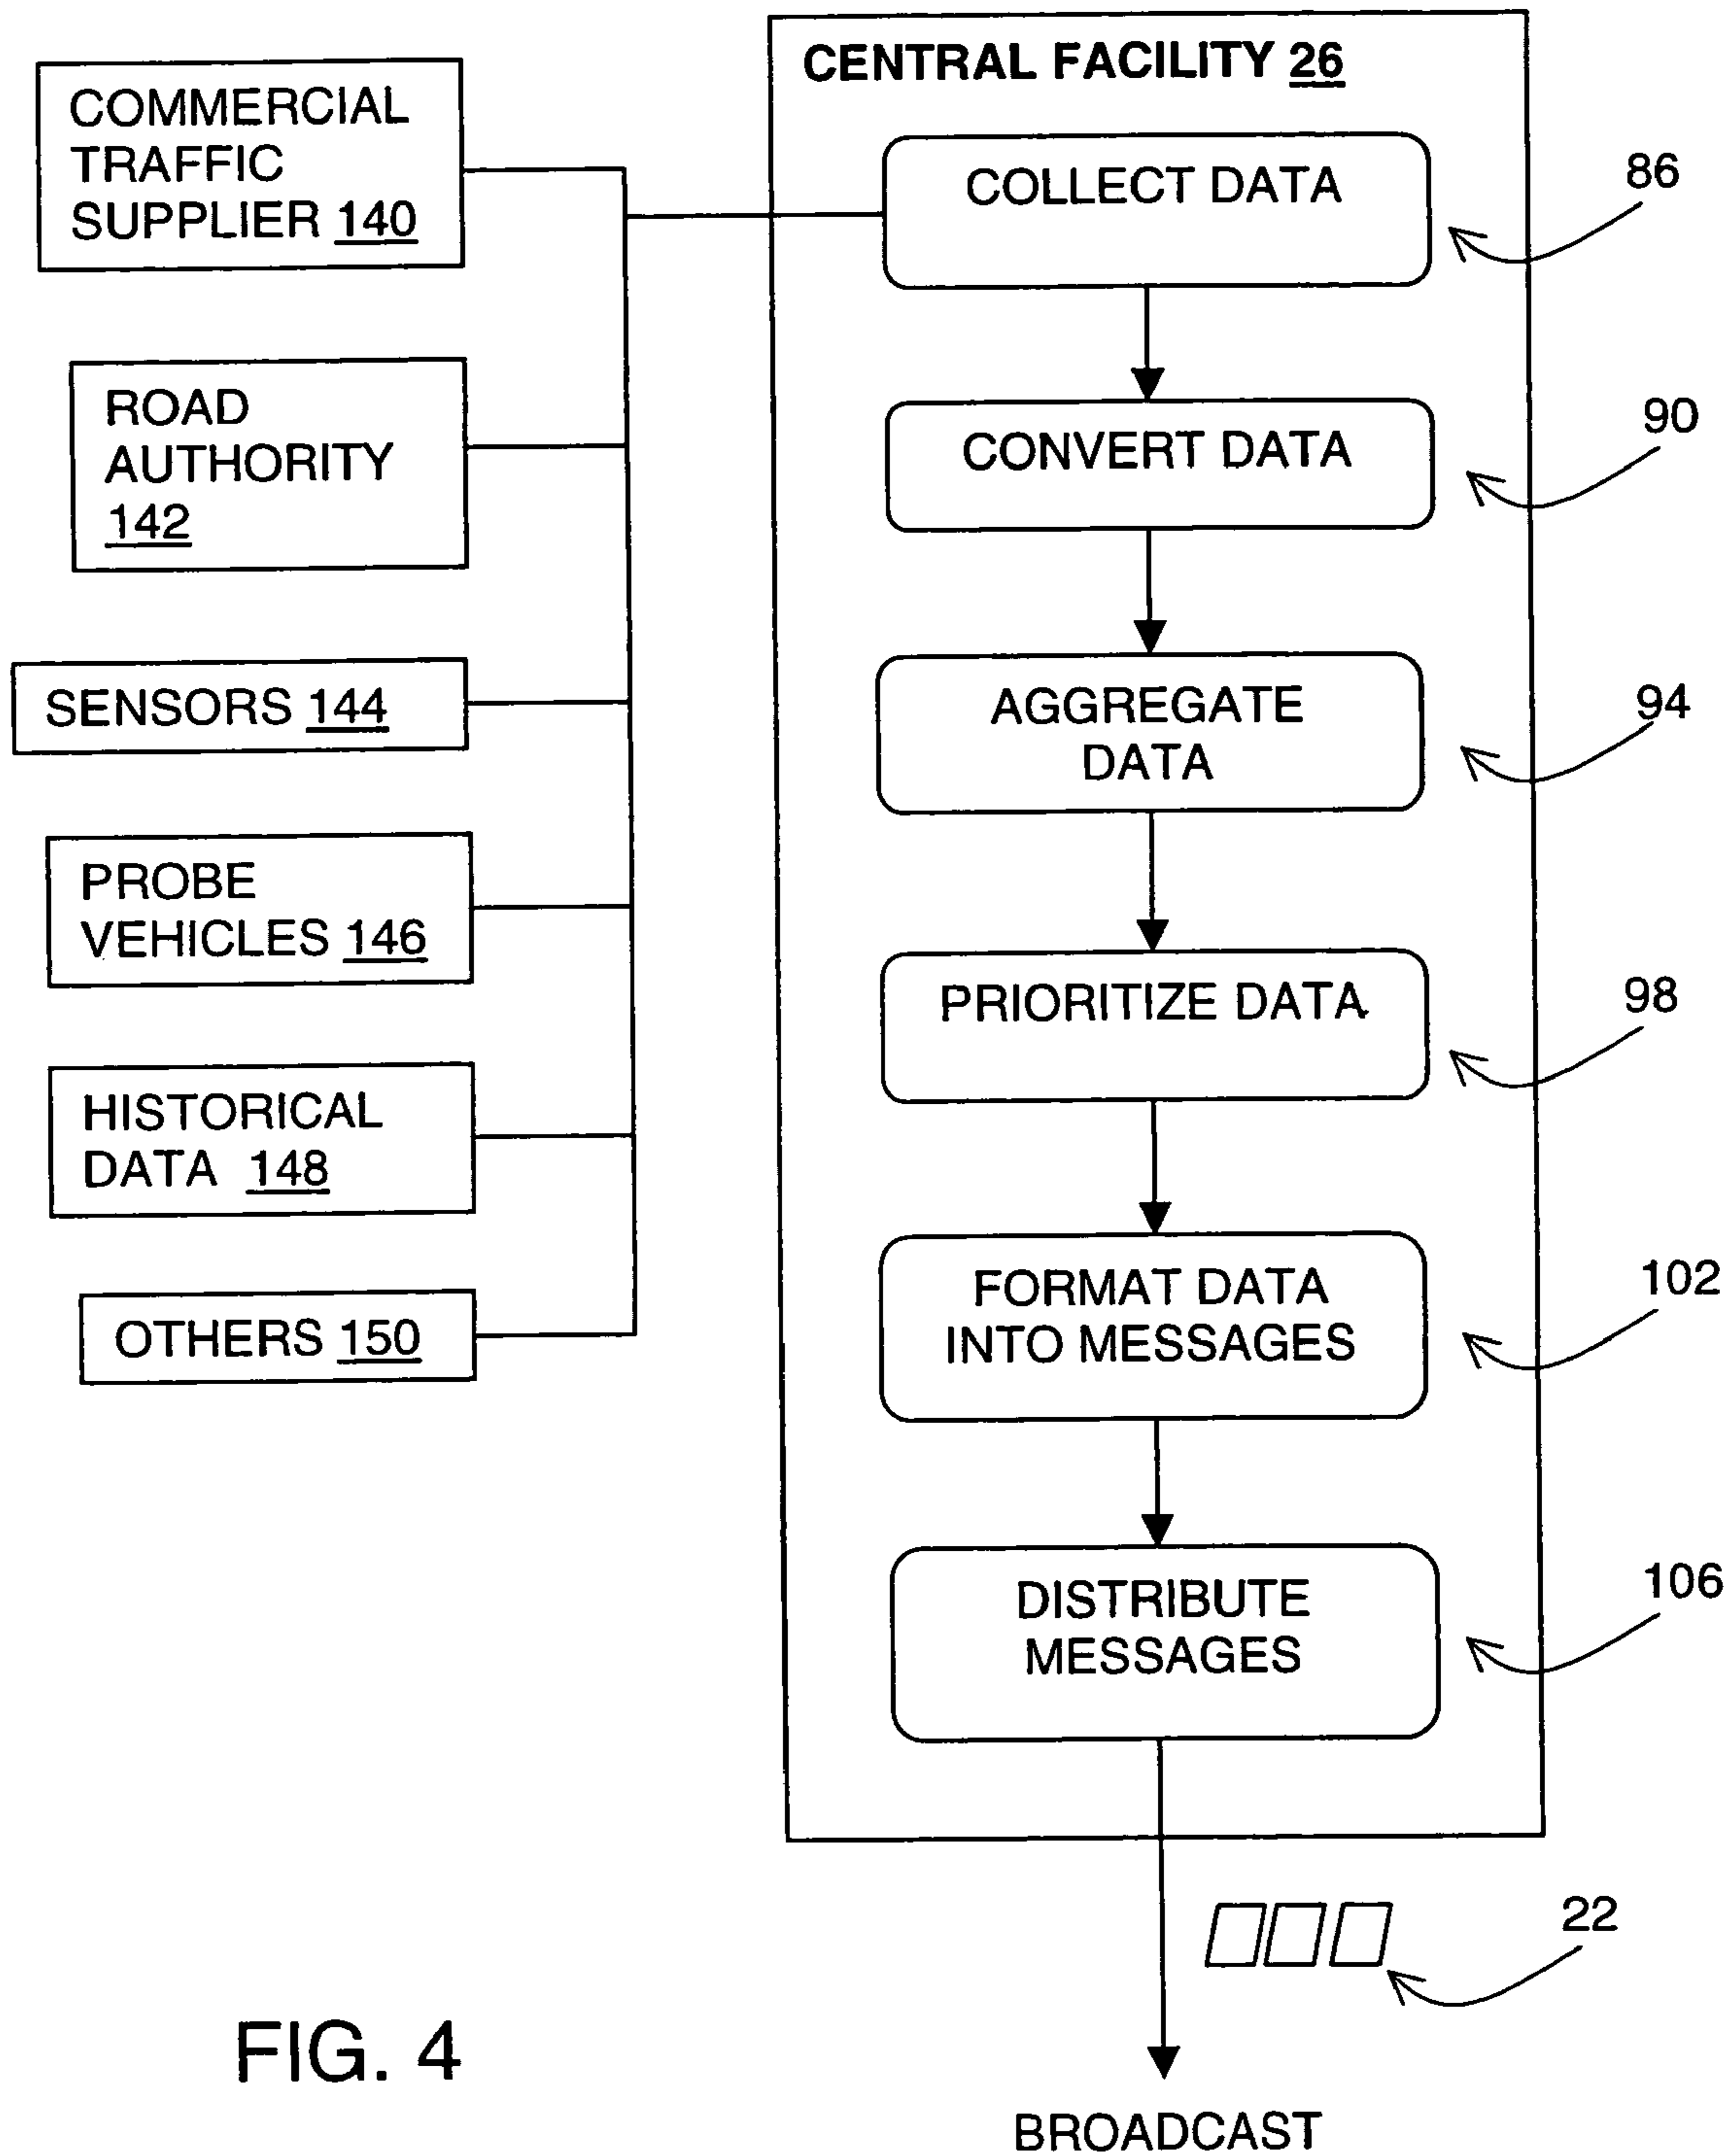 CENTRAL FACILITY 26
COMMERCIAL
TRAFFIC
SUPPLIER 140
ROAD
AUTHORITY
142
SENSORS 144
PROBE
VEHICLES 146
HISTORICAL
DATA 148
OTHERS 150
COLLECT DATA
86
CONVERT DATA
90
AGGREGATE
DATA
94
PRIORITIZE DATA
98
FORMAT DATA
INTO MESSAGES
102
DISTRIBUTE
MESSAGES
106
22
BROADCAST
FIG. 4